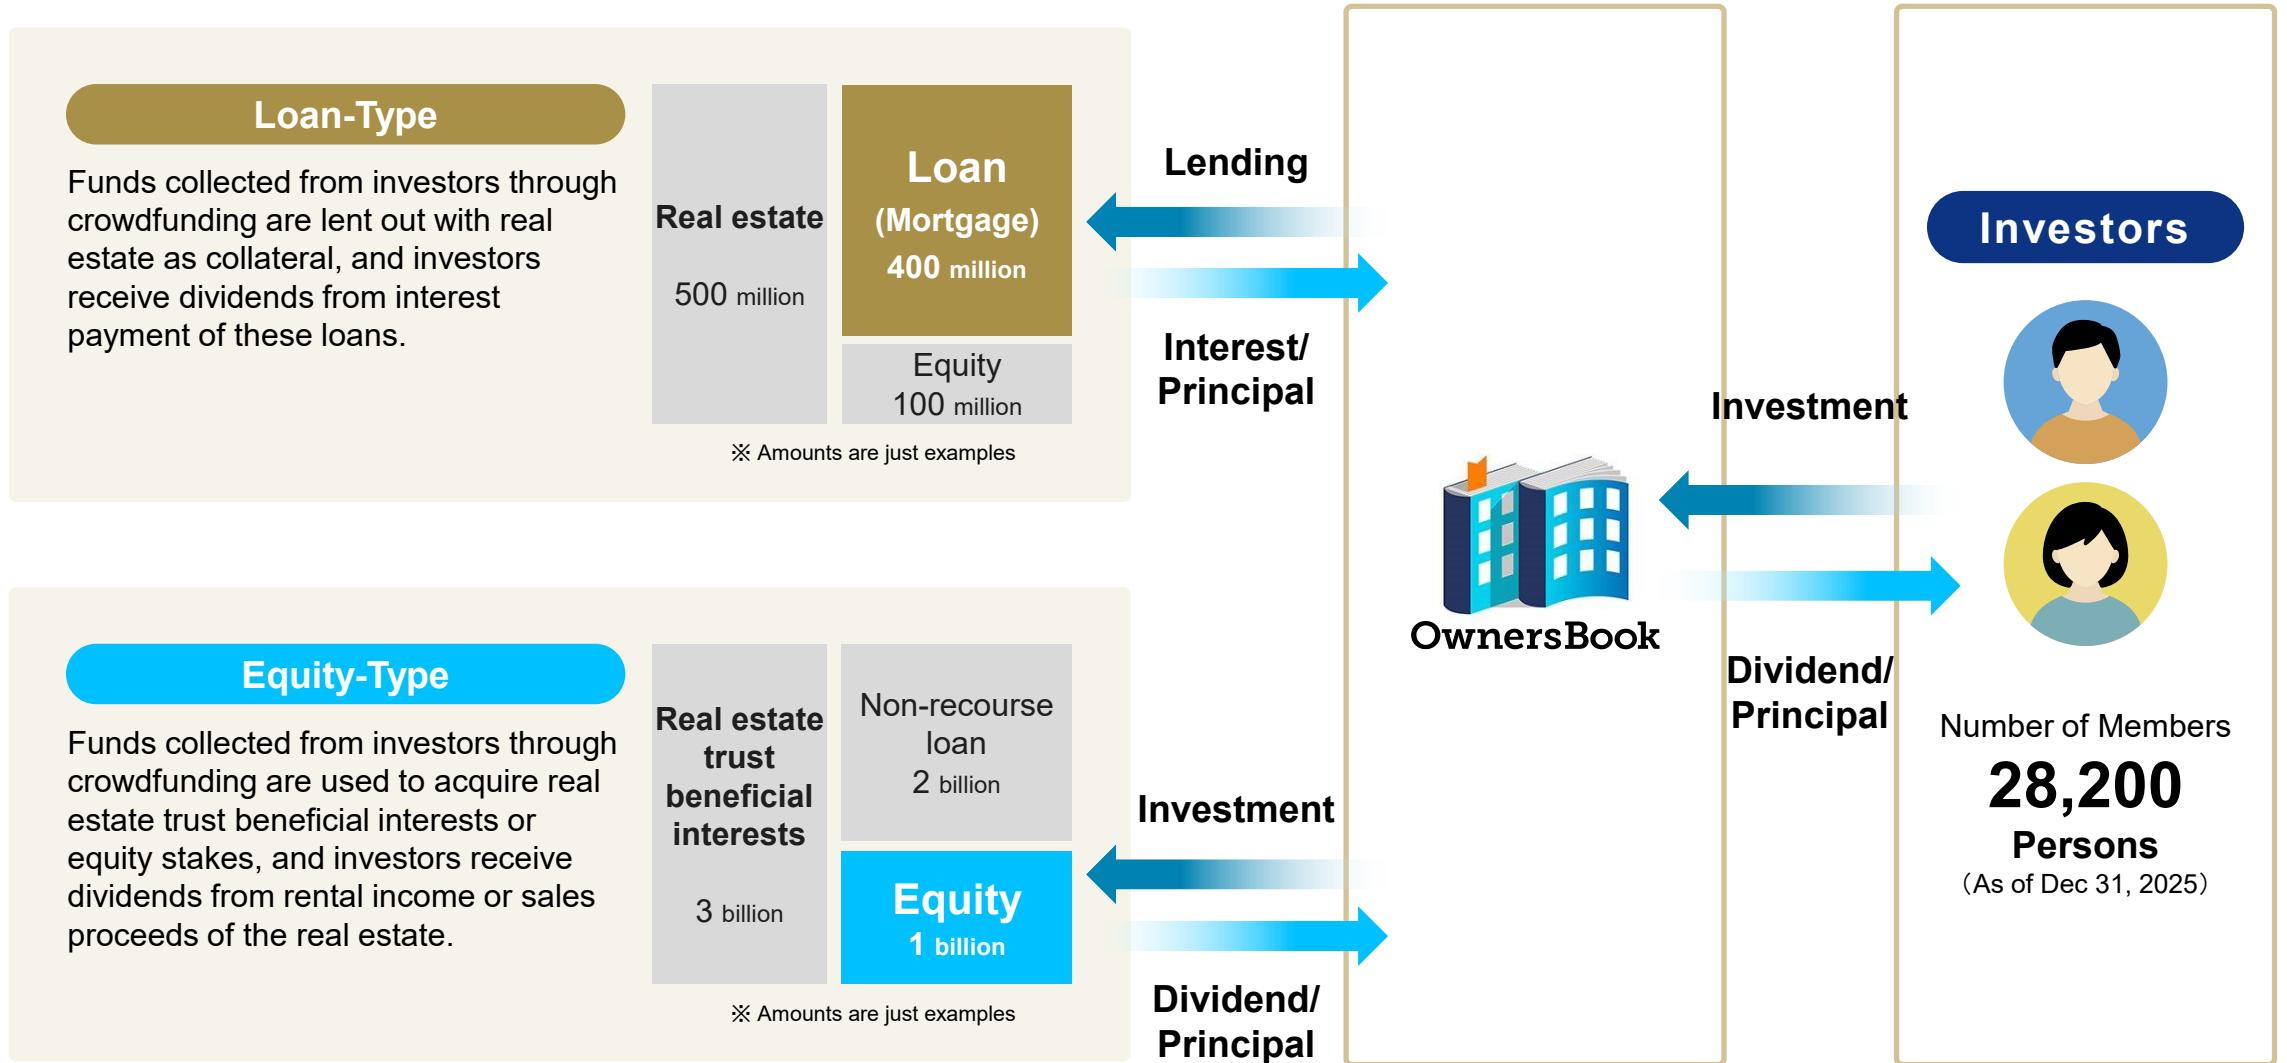 Loan-Type
Funds collected from investors through
crowdfunding are lent out with real
estate as collateral, and investors
receive dividends from interest
payment of these loans.
Real estate
500 million
Loan
(Mortgage)
400 million
Equity
100 million
※ Amounts are just examples
Lending
Interest/
Principal
Equity-Type
Funds collected from investors through
crowdfunding are used to acquire real
estate trust beneficial interests or
equity stakes, and investors receive
dividends from rental income or sales
proceeds of the real estate.
Real estate
trust
beneficial
interests
3 billion
Non-recourse
loan
2 billion
Equity
1 billion
※ Amounts are just examples
Investment
Dividend/
Principal
OwnersBook
Investment
Dividend/
Principal
Investors
Number of Members
28,200
Persons
（As of Dec 31, 2025）